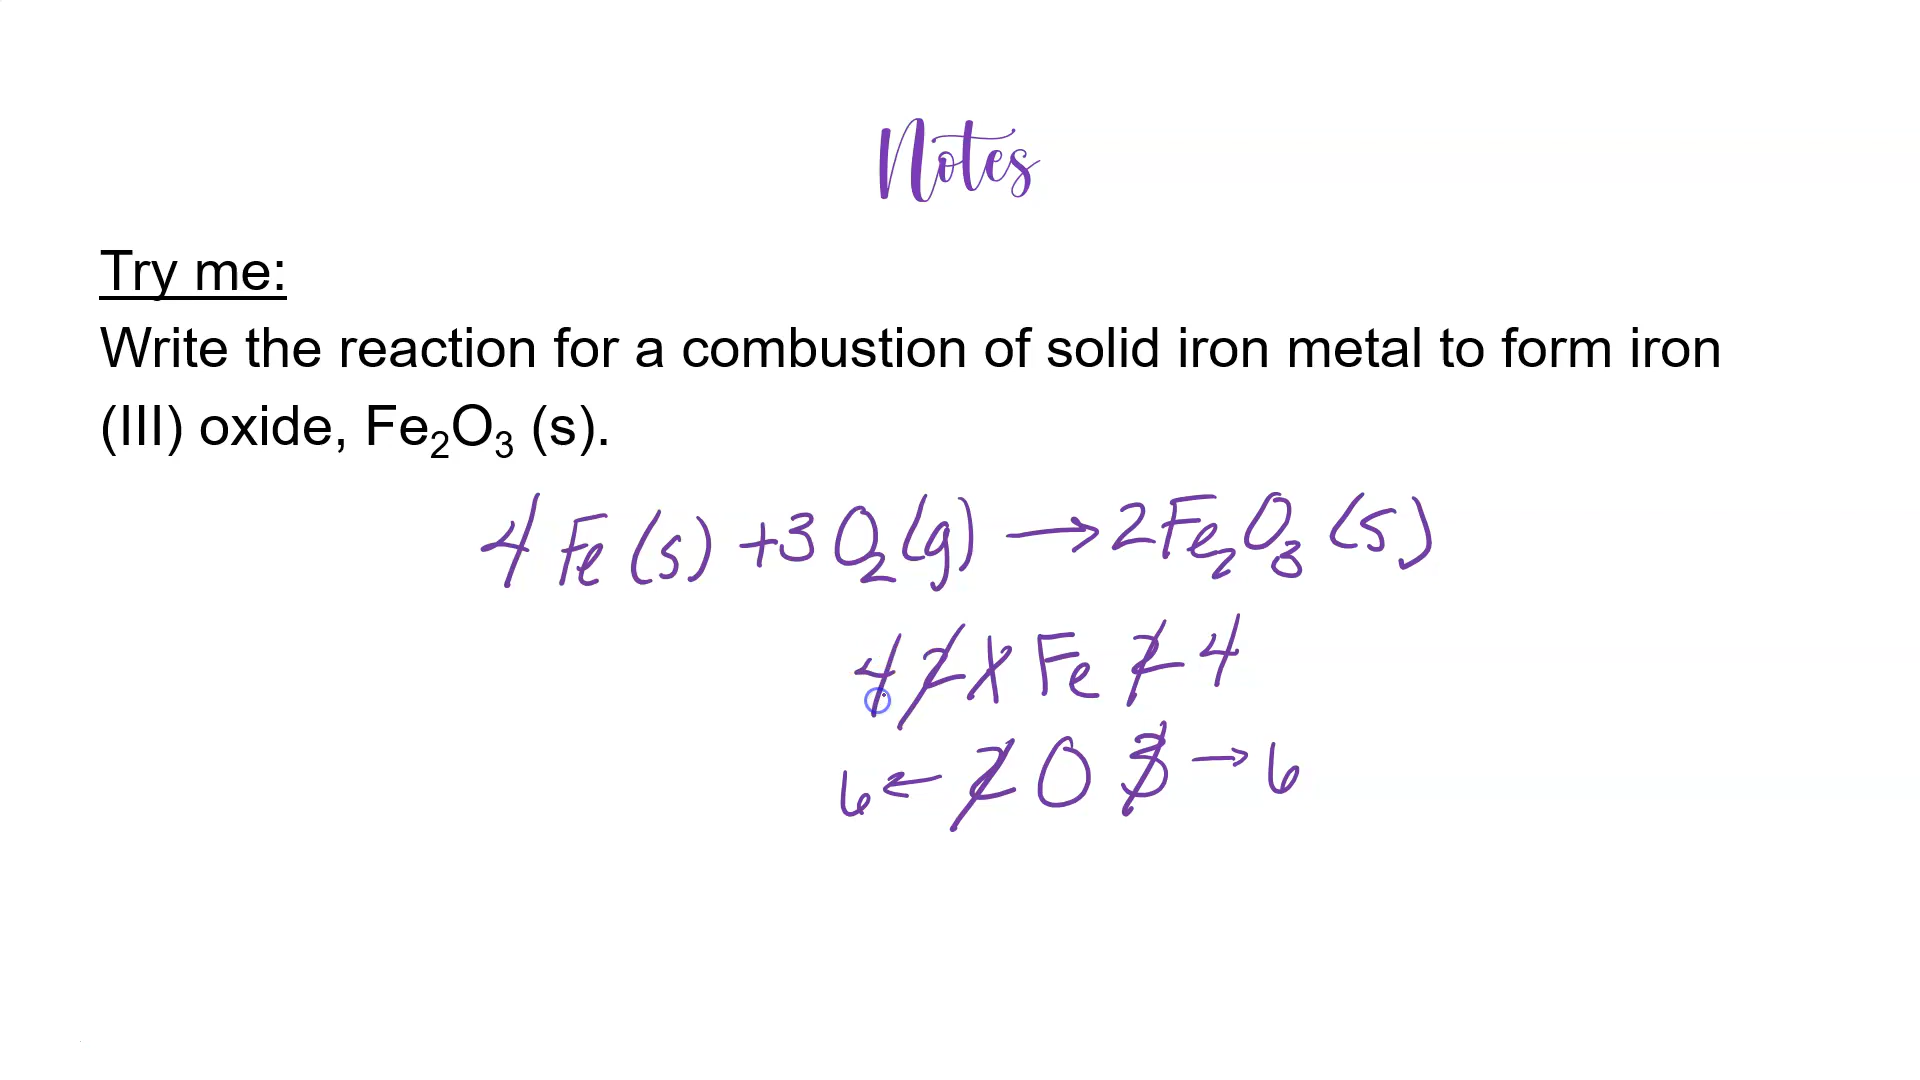 Notes
Try me:
Write the reaction for a combustion of solid iron metal to form iron
(III) oxide, Fe₂O₃ (s).
4 Fe (s) + 3 O₂ (g) → 2 Fe₂O₃ (s)
4 2 1 Fe 2 4
6 ← 2 O 3 → 6